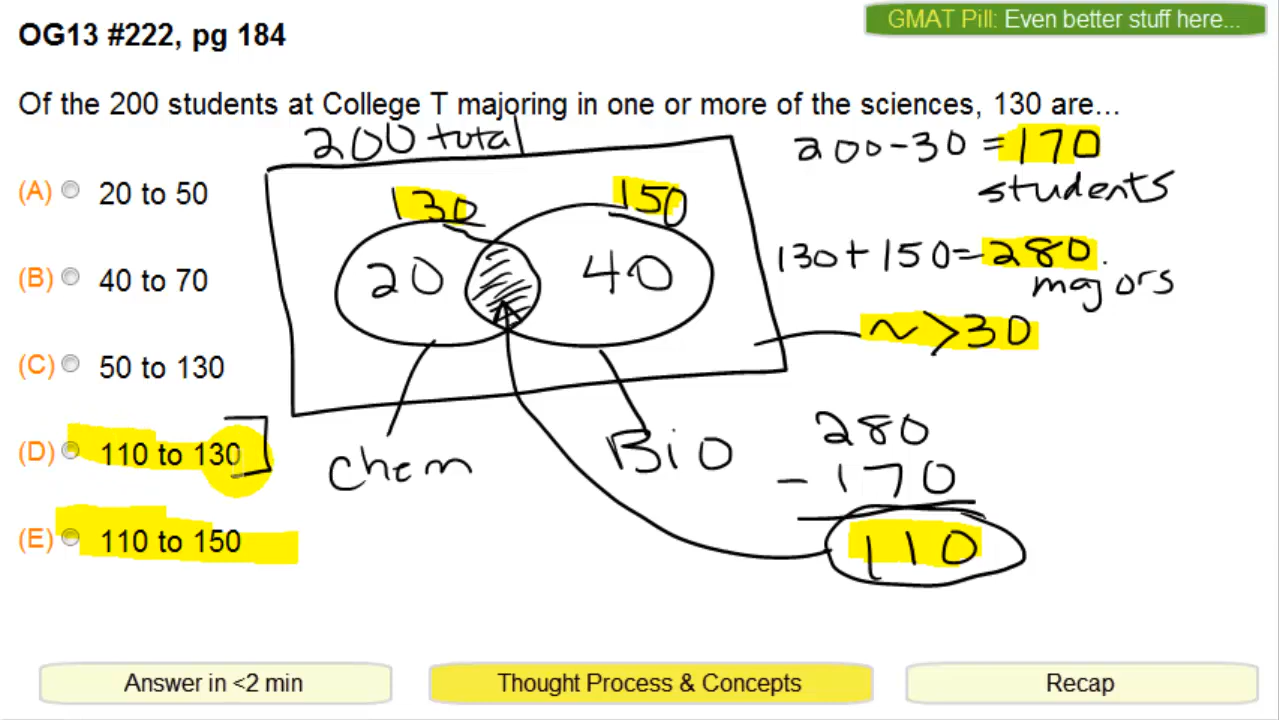 OG13 #222, pg 184
GMAT Pill: Even better stuff here...
Of the 200 students at College T majoring in one or more of the sciences, 130 are...
200 total
200-30 = 170
students
(A) 20 to 50
130
150
130+150=280
majors
(B) 40 to 70
20
40
~>30
(C) 50 to 130
280
(D) 110 to 130
Chem
BiO
-170
(E) 110 to 150
110
Answer in <2 min
Thought Process & Concepts
Recap